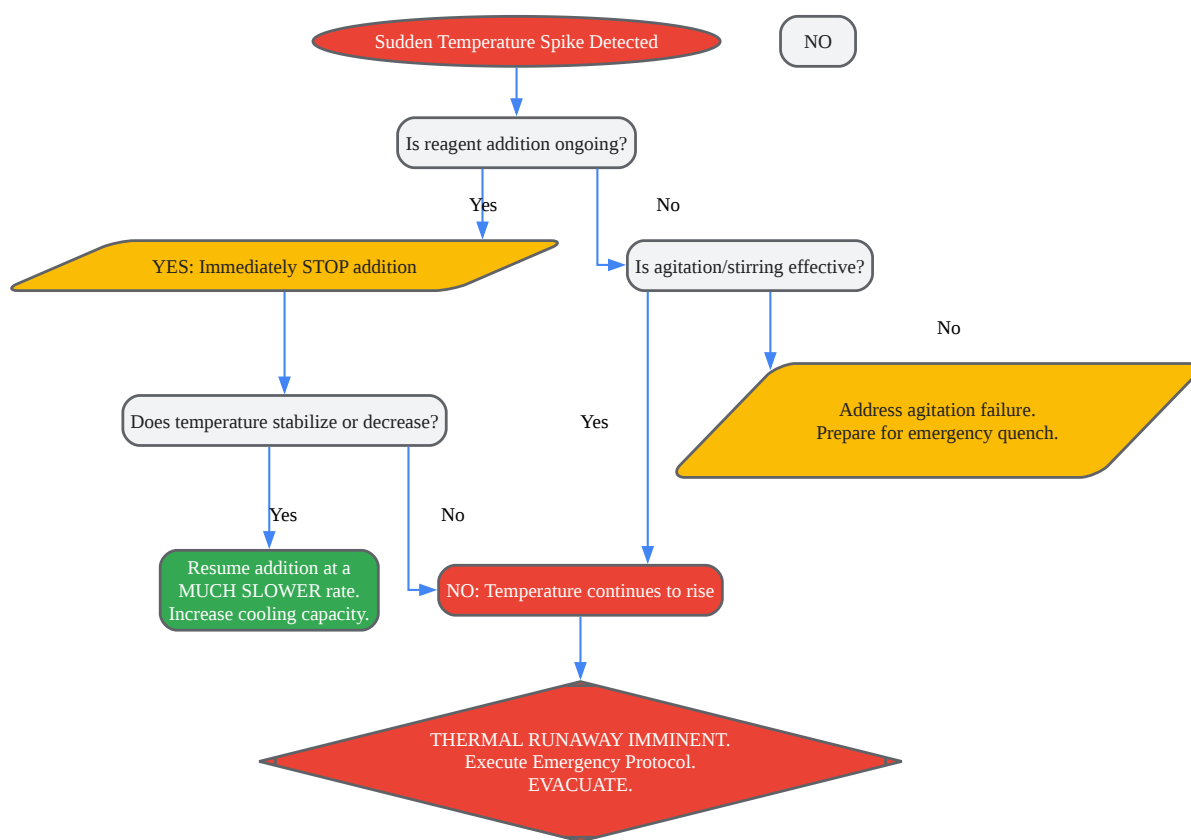 Sudden Temperature Spike Detected
NO
Is reagent addition ongoing?
Yes
No
YES: Immediately STOP addition
Is agitation/stirring effective?
No
Address agitation failure.
Prepare for emergency quench.
Does temperature stabilize or decrease?
Yes
Yes
No
Resume addition at a
MUCH SLOWER rate.
Increase cooling capacity.
NO: Temperature continues to rise
THERMAL RUNAWAY IMMINENT.
Execute Emergency Protocol.
EVACUATE.